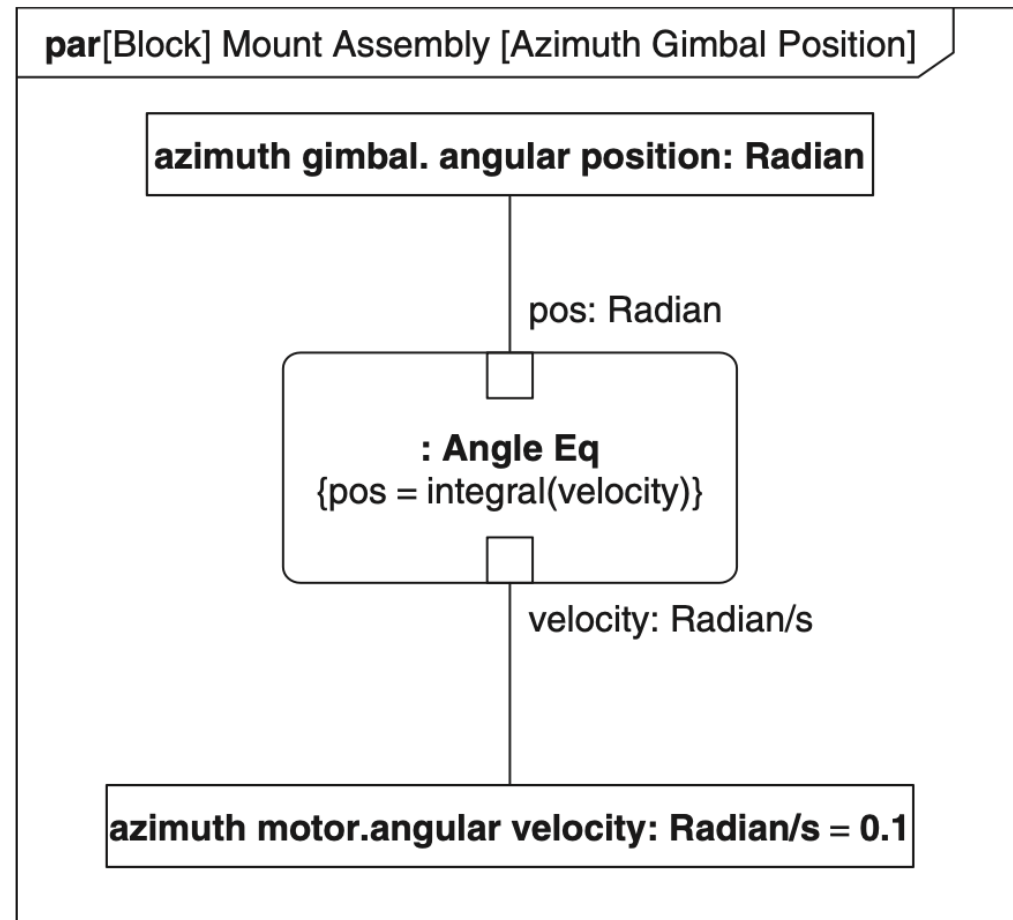 par[Block] Mount Assembly [Azimuth Gimbal Position]
azimuth gimbal. angular position: Radian
pos: Radian
: Angle Eq
{pos = integral(velocity)}
velocity: Radian/s
azimuth motor.angular velocity: Radian/s = 0.1